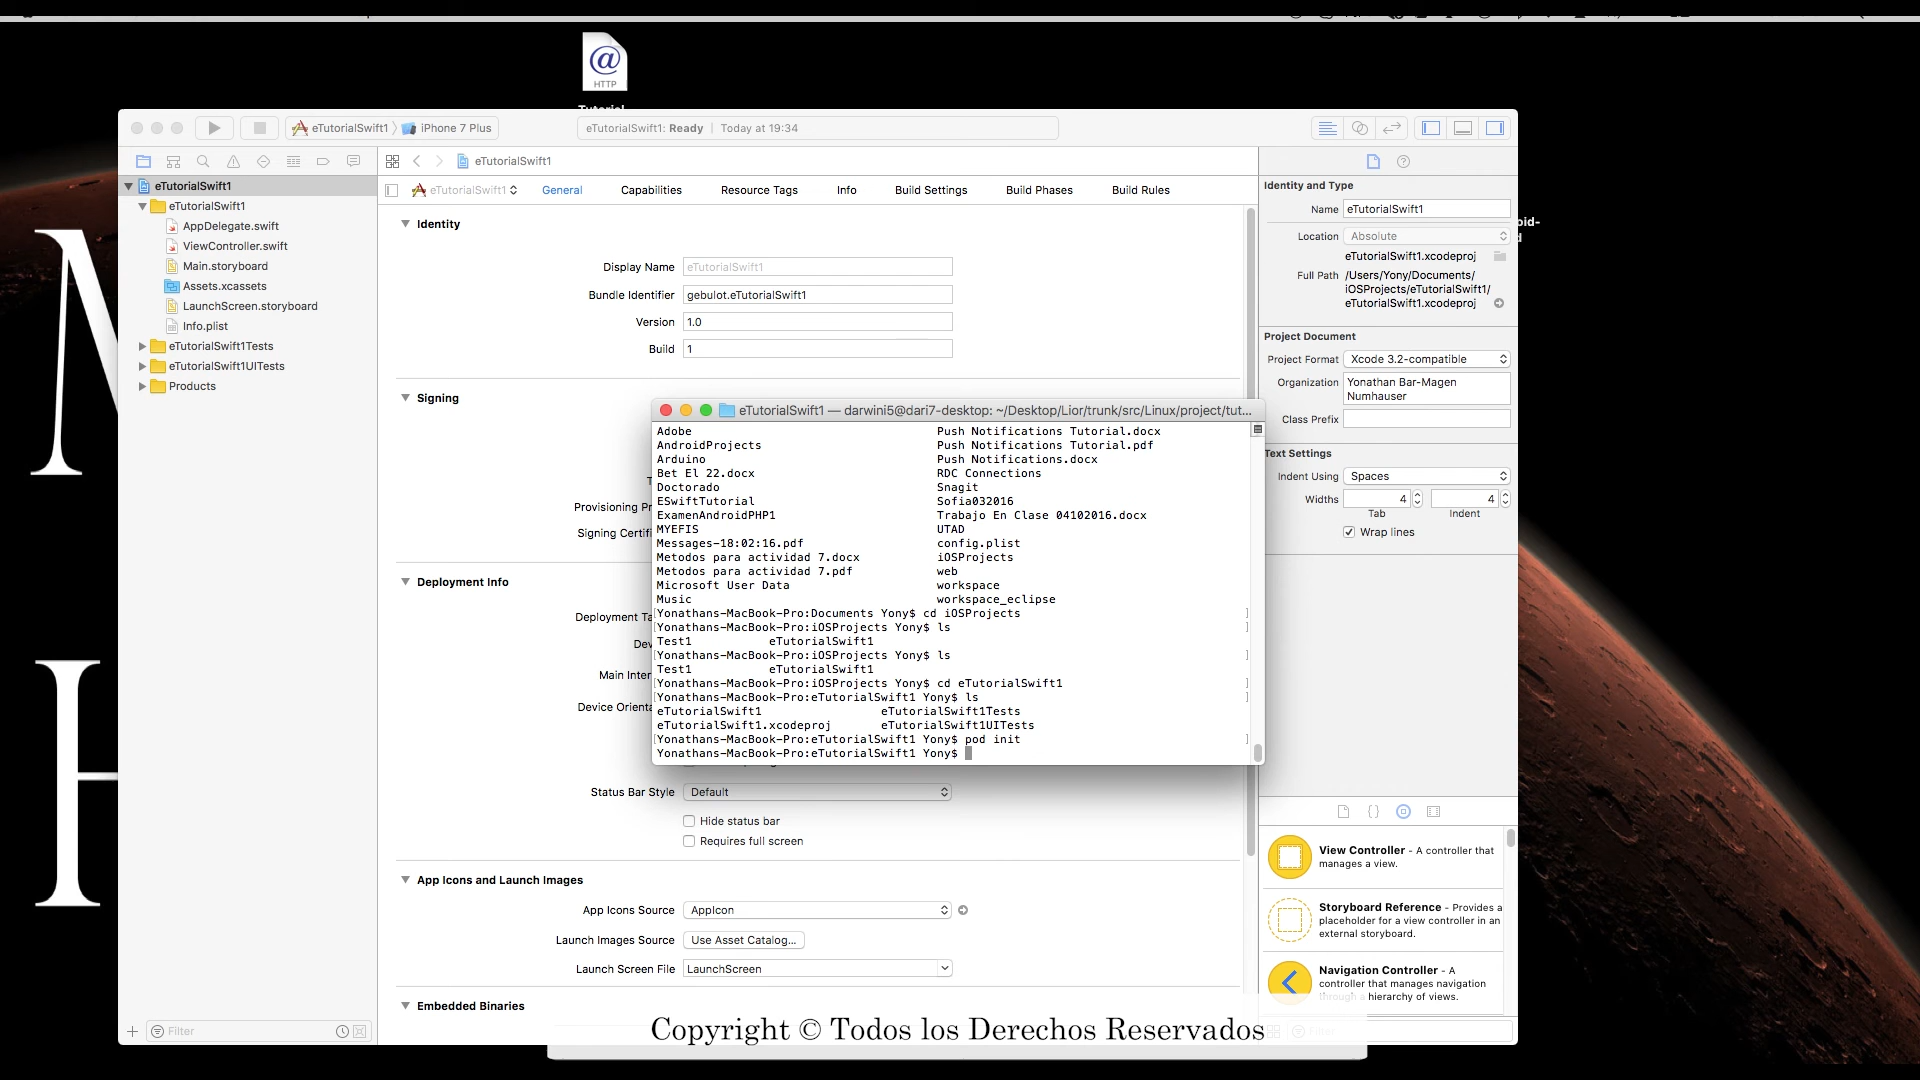 @
HTTP
eTutorialSwift1
iPhone 7 Plus
eTutorialSwift1: Ready | Today at 19:34
eTutorialSwift1
eTutorialSwift1
AppDelegate.swift
ViewController.swift
Main.storyboard
Assets.xcassets
LaunchScreen.storyboard
Info.plist
eTutorialSwift1Tests
eTutorialSwift1UITests
Products
Filter
eTutorialSwift1
eTutorialSwift1
General
Capabilities
Resource Tags
Info
Build Settings
Build Phases
Build Rules
Identity
Display Name eTutorialSwift1
Bundle Identifier gebulot.eTutorialSwift1
Version 1.0
Build 1
Signing
Provisioning Pr
Signing Certifi
Deployment Info
Deployment Ta
Dev
Main Inter
Device Orienta
Status Bar Style Default
Hide status bar
Requires full screen
App Icons and Launch Images
App Icons Source AppIcon
Launch Images Source Use Asset Catalog...
Launch Screen File LaunchScreen
Embedded Binaries
eTutorialSwift1 — darwini5@dari7-desktop: ~/Desktop/Lior/trunk/src/Linux/project/tut...
Adobe Push Notifications Tutorial.docx
AndroidProjects Push Notifications Tutorial.pdf
Arduino Push Notifications.docx
Bet El 22.docx RDC Connections
Doctorado Snagit
ESwiftTutorial Sofia032016
ExamenAndroidPHP1 Trabajo En Clase 04102016.docx
MYEFIS UTAD
Messages-18:02:16.pdf config.plist
Metodos para actividad 7.docx iOSProjects
Metodos para actividad 7.pdf web
Microsoft User Data workspace
Music workspace_eclipse
[Yonathans-MacBook-Pro:Documents Yony$ cd iOSProjects ]
[Yonathans-MacBook-Pro:iOSProjects Yony$ ls ]
Test1 eTutorialSwift1
[Yonathans-MacBook-Pro:iOSProjects Yony$ ls ]
Test1 eTutorialSwift1
[Yonathans-MacBook-Pro:iOSProjects Yony$ cd eTutorialSwift1 ]
[Yonathans-MacBook-Pro:eTutorialSwift1 Yony$ ls ]
eTutorialSwift1 eTutorialSwift1Tests
eTutorialSwift1.xcodeproj eTutorialSwift1UITests
[Yonathans-MacBook-Pro:eTutorialSwift1 Yony$ pod init ]
Yonathans-MacBook-Pro:eTutorialSwift1 Yony$
Identity and Type
Name eTutorialSwift1
Location Absolute
eTutorialSwift1.xcodeproj
Full Path /Users/Yony/Documents/
iOSProjects/eTutorialSwift1/
eTutorialSwift1.xcodeproj
Project Document
Project Format Xcode 3.2-compatible
Organization Yonathan Bar-Magen
Numhauser
Class Prefix
Text Settings
Indent Using Spaces
Widths 4 4
Tab Indent
Wrap lines
View Controller - A controller that
manages a view.
Storyboard Reference - Provides a
placeholder for a view controller in an
external storyboard.
Navigation Controller - A
controller that manages navigation
through a hierarchy of views.
oid-
Copyright © Todos los Derechos Reservados